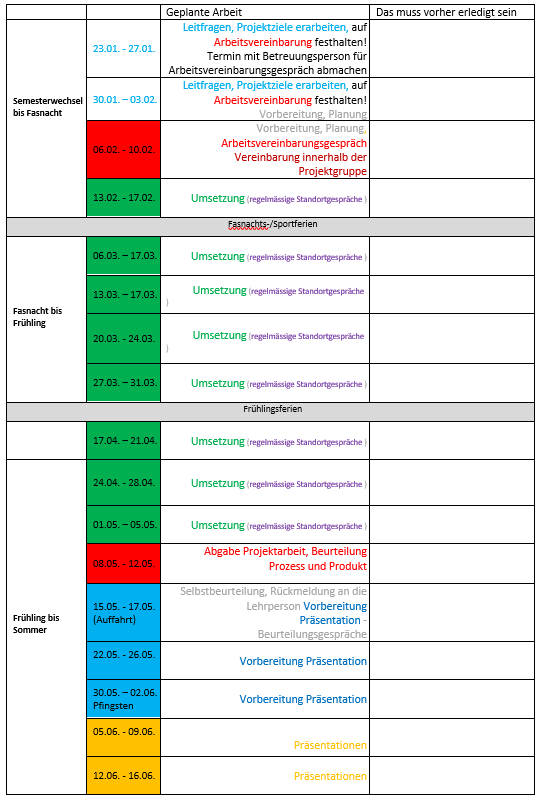 Geplante Arbeit Das muss vorher erledigt sein
Semesterwechsel
bis Fasnacht
23.01. - 27.01.
Leitfragen, Projektziele erarbeiten, auf
Arbeitsvereinbarung festhalten!
Termin mit Betreuungsperson für
Arbeitsvereinbarungsgespräch abmachen
30.01. – 03.02.
Leitfragen, Projektziele erarbeiten, auf
Arbeitsvereinbarung festhalten!
Vorbereitung, Planung
06.02. - 10.02.
Vorbereitung, Planung,
Arbeitsvereinbarungsgespräch
Vereinbarung innerhalb der
Projektgruppe
13.02. - 17.02.
Umsetzung (regelmässige Standortgespräche )
Fasnachts-/Sportferien
Fasnacht bis
Frühling
06.03. – 17.03.
Umsetzung (regelmässige Standortgespräche )
13.03. – 17.03.
Umsetzung (regelmässige Standortgespräche
)
20.03. - 24.03.
Umsetzung (regelmässige Standortgespräche
)
27.03. – 31.03.
Umsetzung (regelmässige Standortgespräche )
Frühlingsferien
17.04. – 21.04.
Umsetzung (regelmässige Standortgespräche )
Frühling bis
Sommer
24.04. - 28.04.
Umsetzung (regelmässige Standortgespräche )
01.05. – 05.05.
Umsetzung (regelmässige Standortgespräche )
08.05. - 12.05.
Abgabe Projektarbeit, Beurteilung
Prozess und Produkt
15.05. - 17.05.
(Auffahrt)
Selbstbeurteilung, Rückmeldung an die
Lehrperson Vorbereitung
Präsentation -
Beurteilungsgespräche
22.05. - 26.05.
Vorbereitung Präsentation
30.05. – 02.06.
Pfingsten
Vorbereitung Präsentation
05.06. - 09.06.
Präsentationen
12.06. - 16.06.
Präsentationen